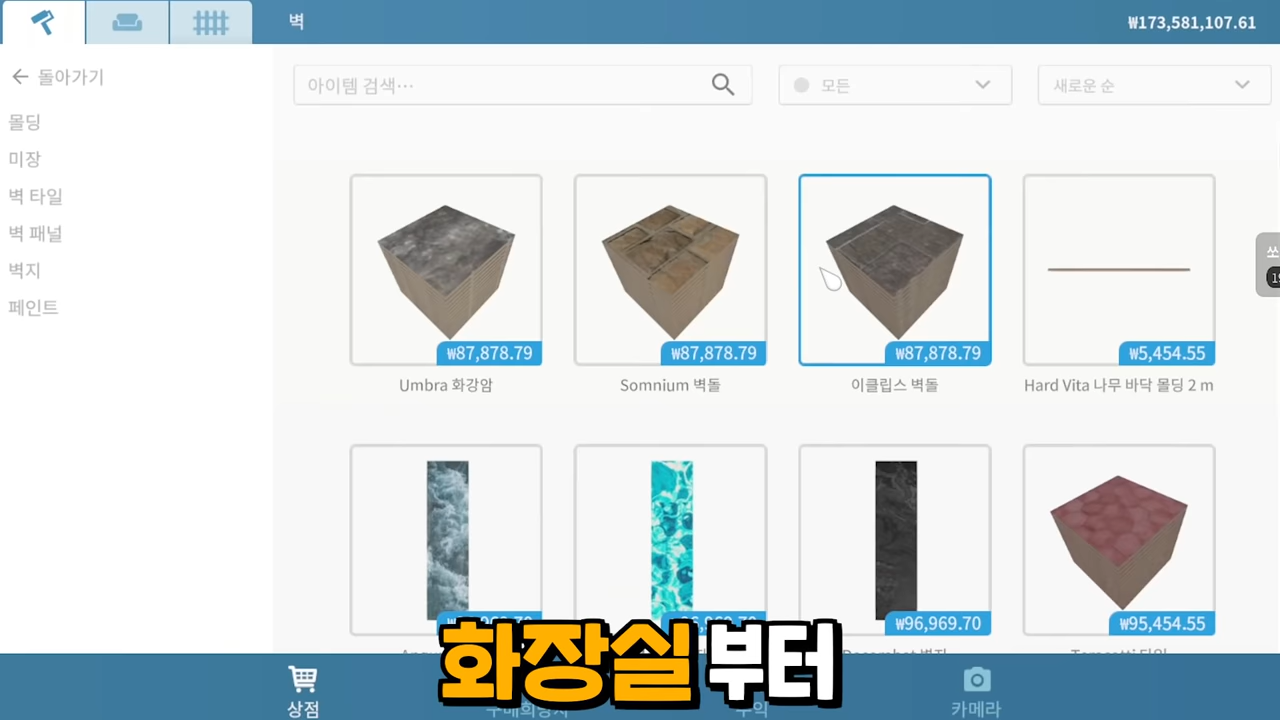 벽
₩173,581,107.61
돌아가기
아이템 검색…
모든
새로운 순
몰딩
미장
벽 타일
벽 패널
벽지
페인트
₩87,878.79
₩87,878.79
₩87,878.79
₩5,454.55
Umbra 화강암
Somnium 벽돌
이클립스 벽돌
Hard Vita 나무 바닥 몰딩 2 m
₩96,969.70
₩95,454.55
화장실부터
상점
카메라